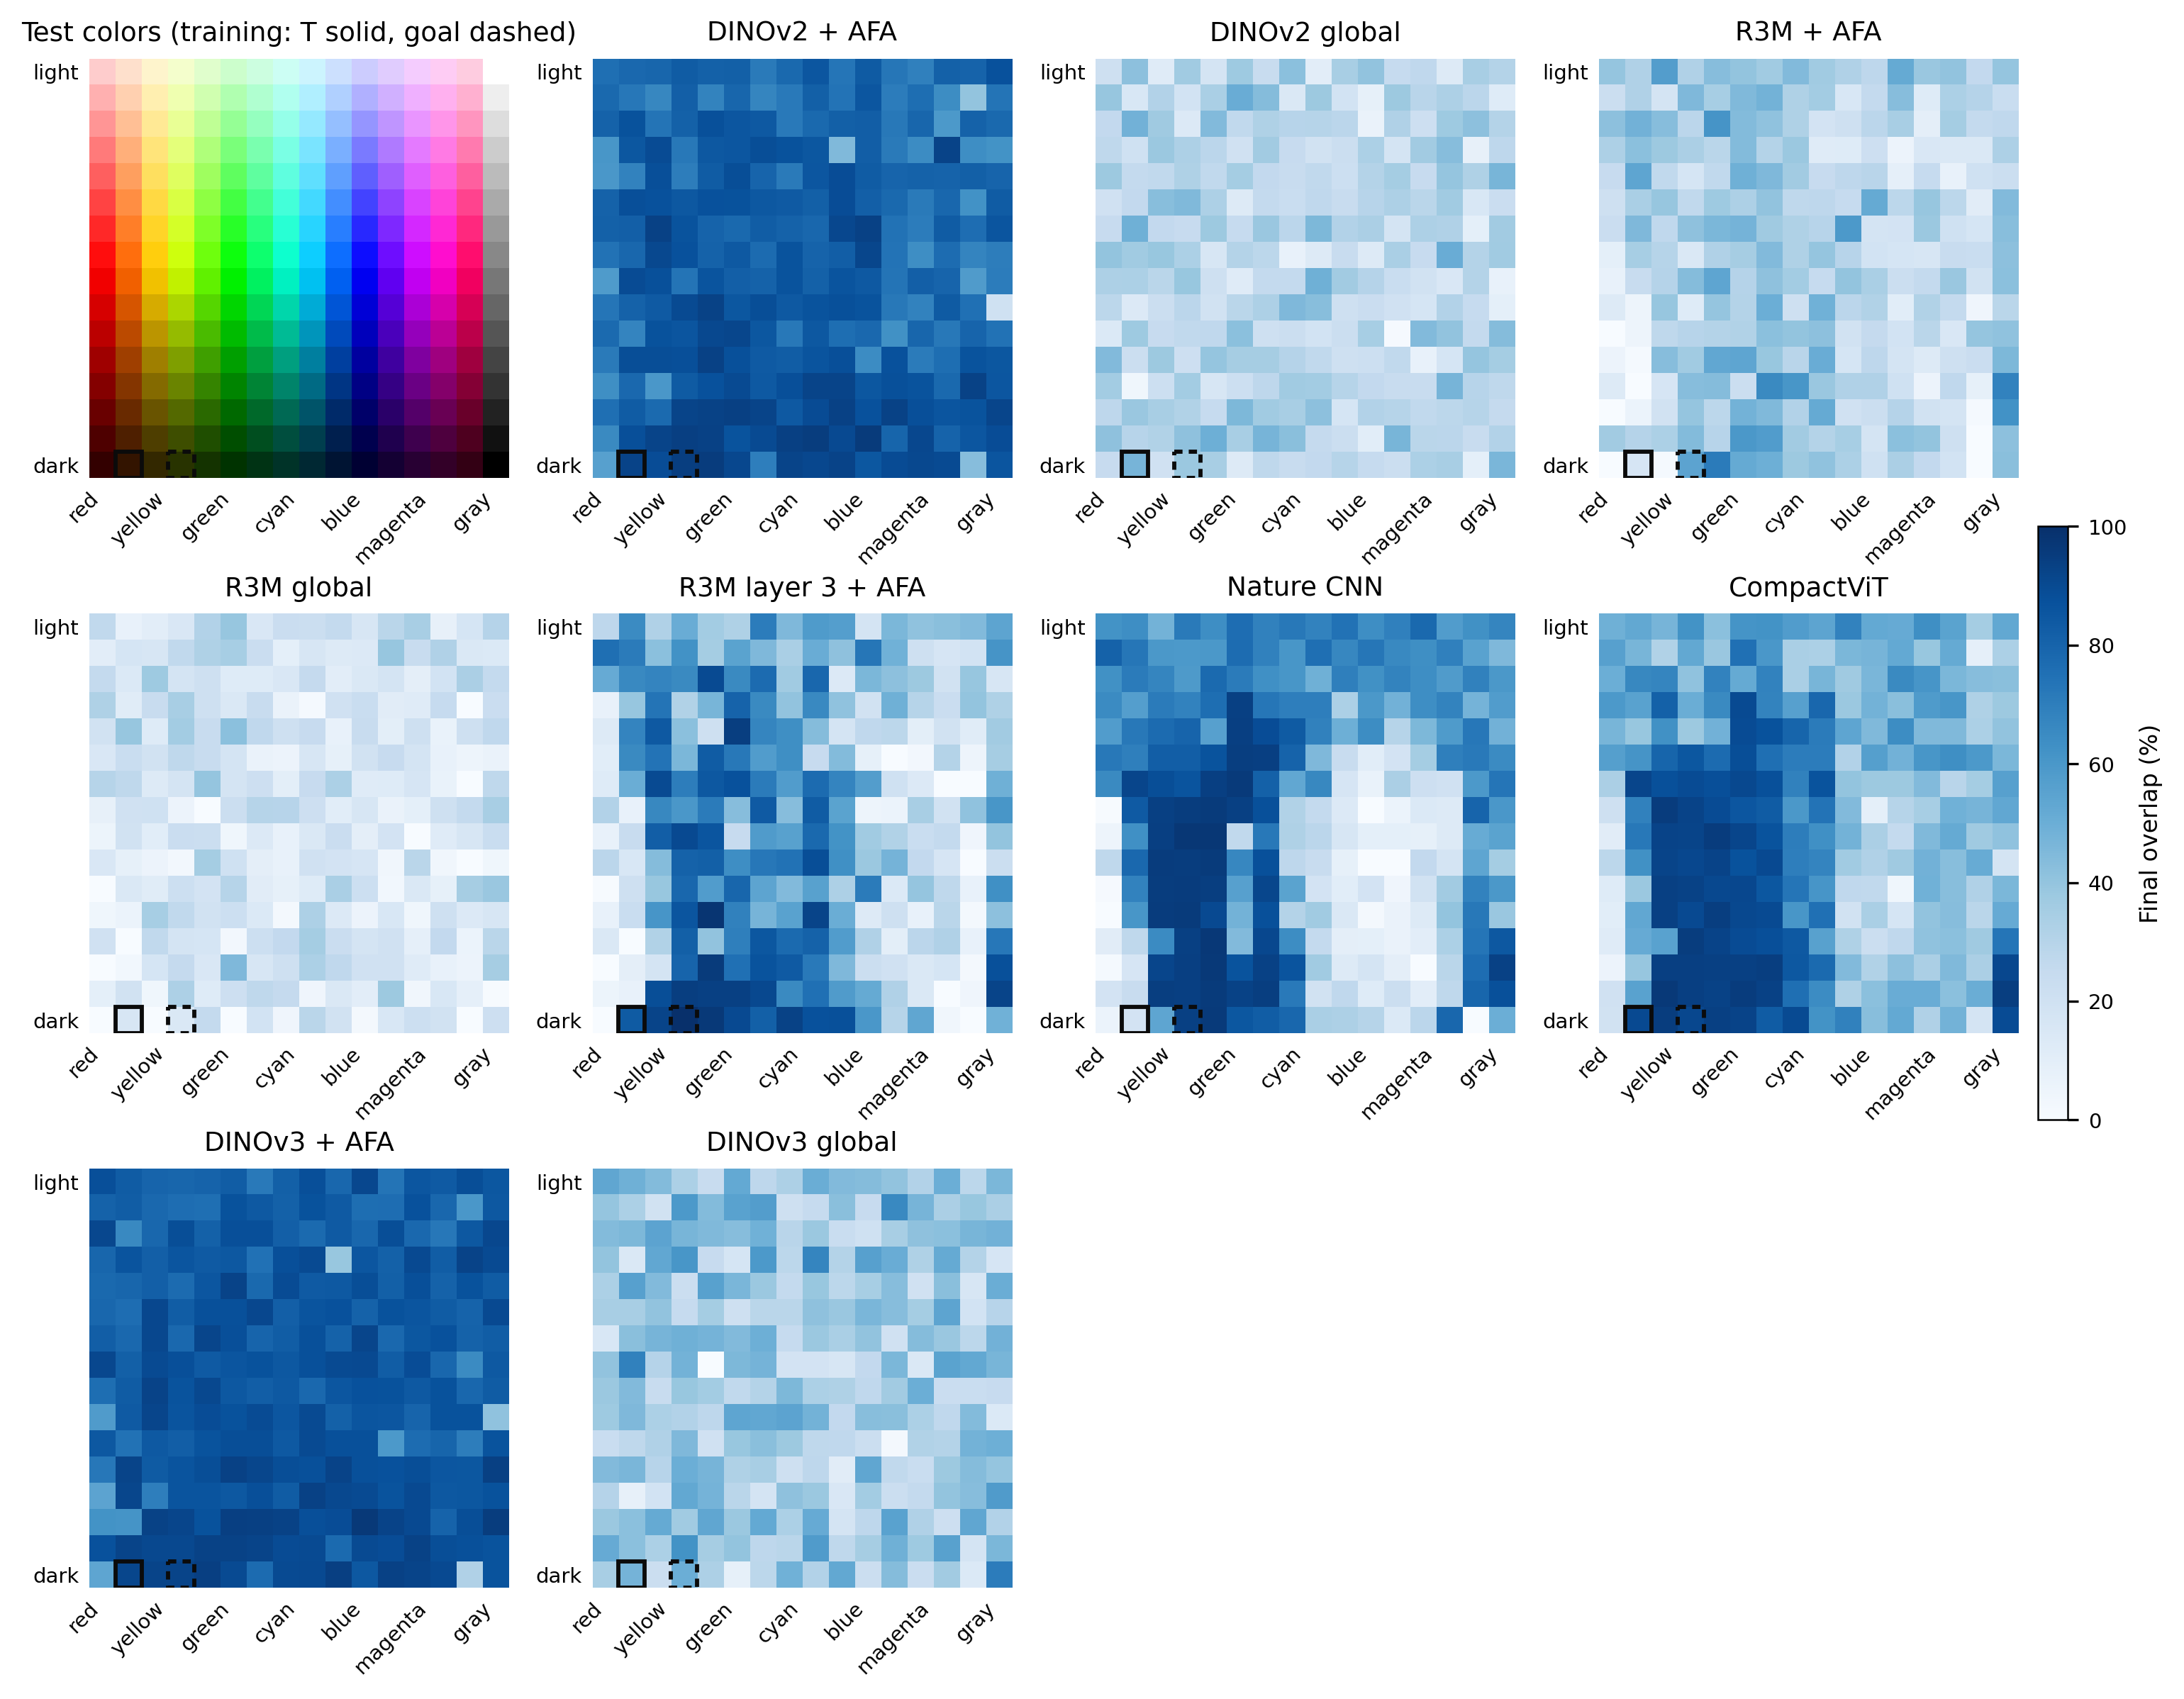 Test colors (training: T solid, goal dashed)
DINOv2 + AFA
DINOv2 global
R3M + AFA
light
light
light
light
dark
dark
dark
dark
red
yellow
green
cyan
blue
magenta
gray
red
yellow
green
cyan
blue
magenta
gray
red
yellow
green
cyan
blue
magenta
gray
red
yellow
green
cyan
blue
magenta
gray
R3M global
R3M layer 3 + AFA
Nature CNN
CompactViT
light
light
light
light
dark
dark
dark
dark
red
yellow
green
cyan
blue
magenta
gray
red
yellow
green
cyan
blue
magenta
gray
red
yellow
green
cyan
blue
magenta
gray
red
yellow
green
cyan
blue
magenta
gray
100
80
60
40
20
0
Final overlap (%)
DINOv3 + AFA
DINOv3 global
light
light
dark
dark
red
yellow
green
cyan
blue
magenta
gray
red
yellow
green
cyan
blue
magenta
gray